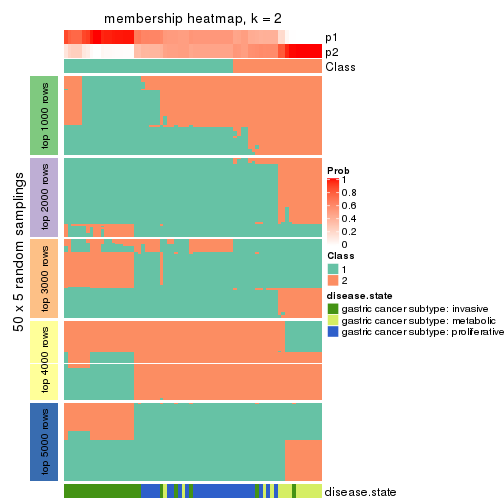 membership heatmap, k = 2
p1
p2
Class
50 x 5 random samplings
top 1000 rows
top 2000 rows
top 3000 rows
top 4000 rows
top 5000 rows
Prob
1
0.8
0.6
0.4
0.2
0
Class
1
2
disease.state
gastric cancer subtype: invasive
gastric cancer subtype: metabolic
gastric cancer subtype: proliferative
disease.state